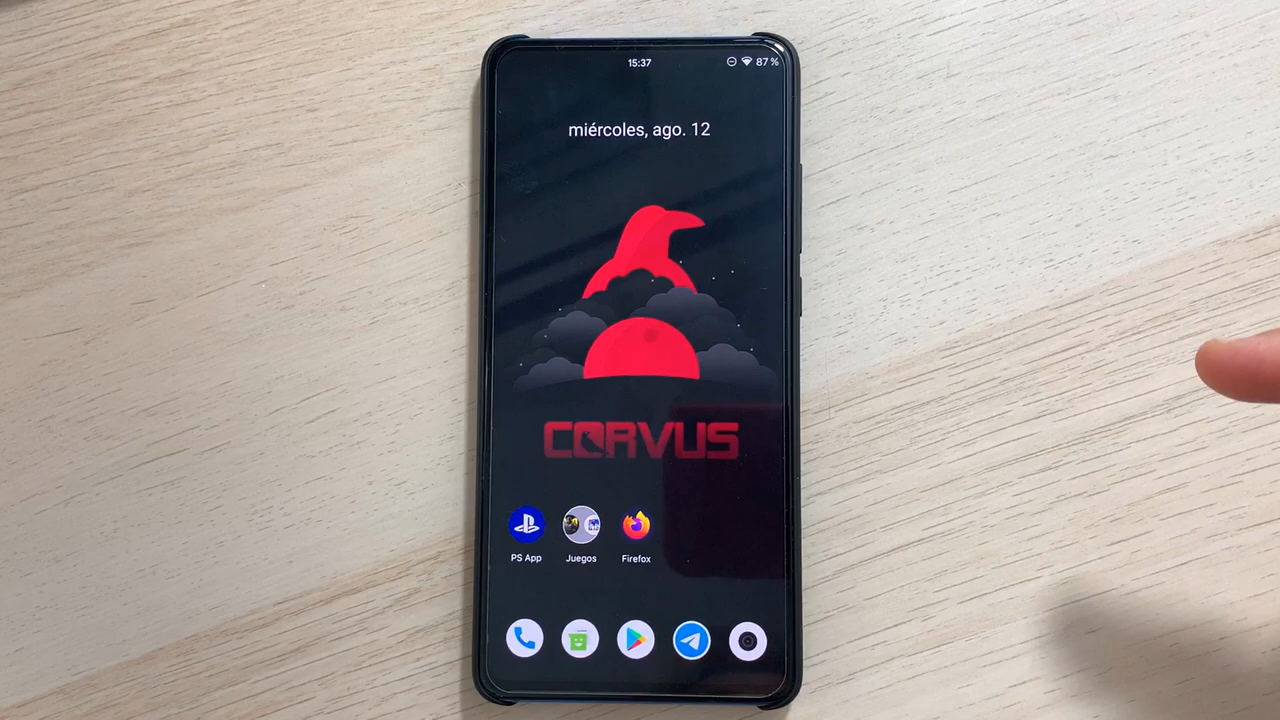 15:37
87 %
miércoles, ago. 12
CORVUS
PS App
Juegos
Firefox